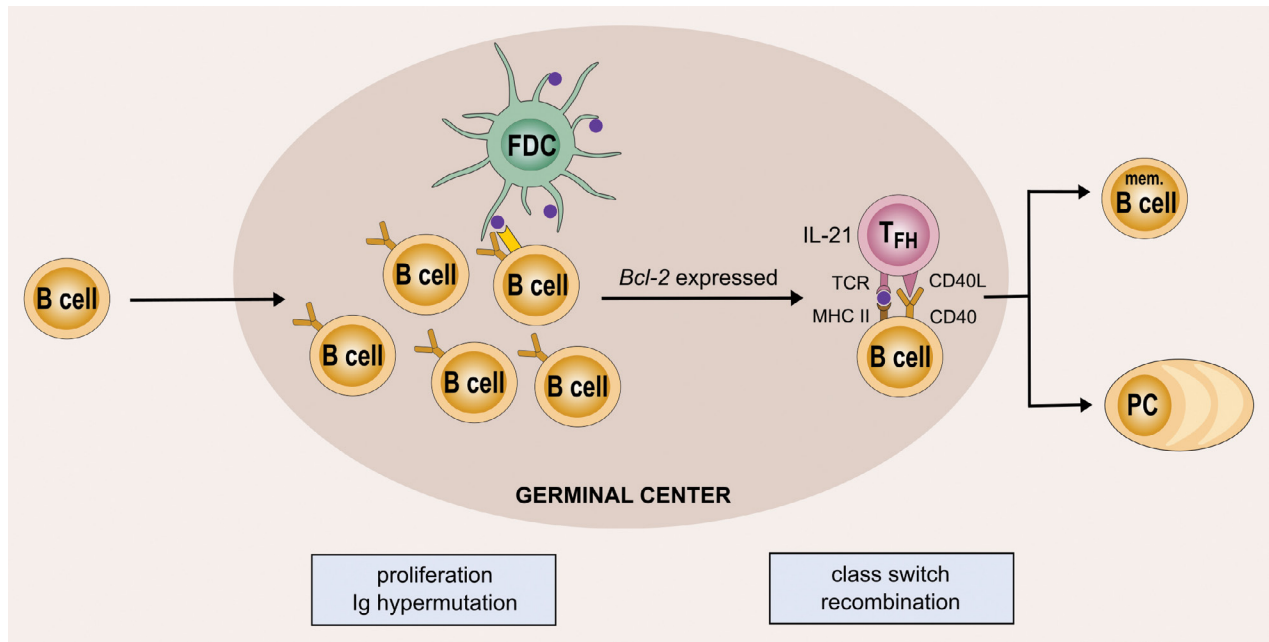 FDC
mem.
B cell
IL-21
TFH
B cell
B cell
B cell
Bcl-2 expressed
TCR
CD40L
MHC II
CD40
B cell
B cell
B cell
B cell
B cell
PC
GERMINAL CENTER
proliferation
Ig hypermutation
class switch
recombination